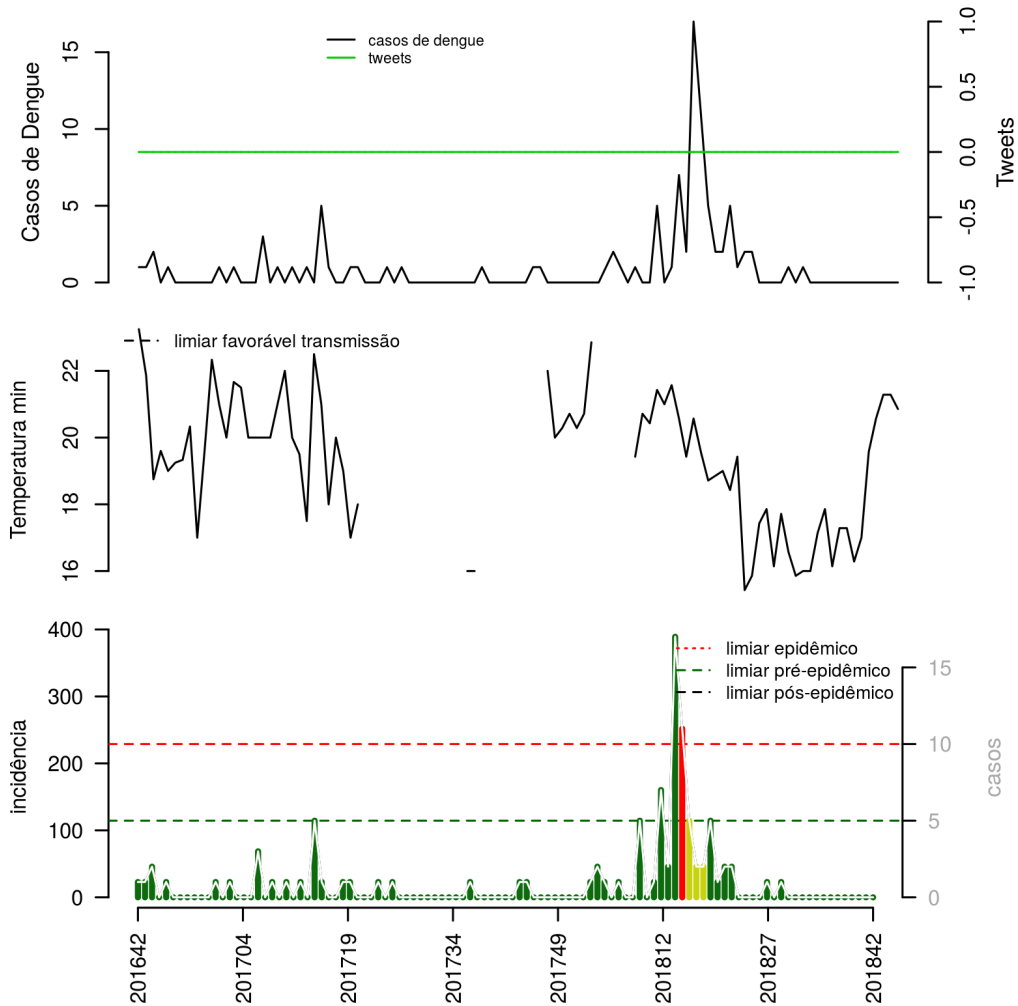 casos de dengue
tweets
Casos de Dengue
0
5
10
15
Tweets
-1.0
-0.5
0.0
0.5
1.0
limiar favorável transmissão
Temperatura min
16
18
20
22
limiar epidêmico
limiar pré-epidêmico
limiar pós-epidêmico
incidência
0
100
200
300
400
casos
0
5
10
15
201642
201704
201719
201734
201749
201812
201827
201842